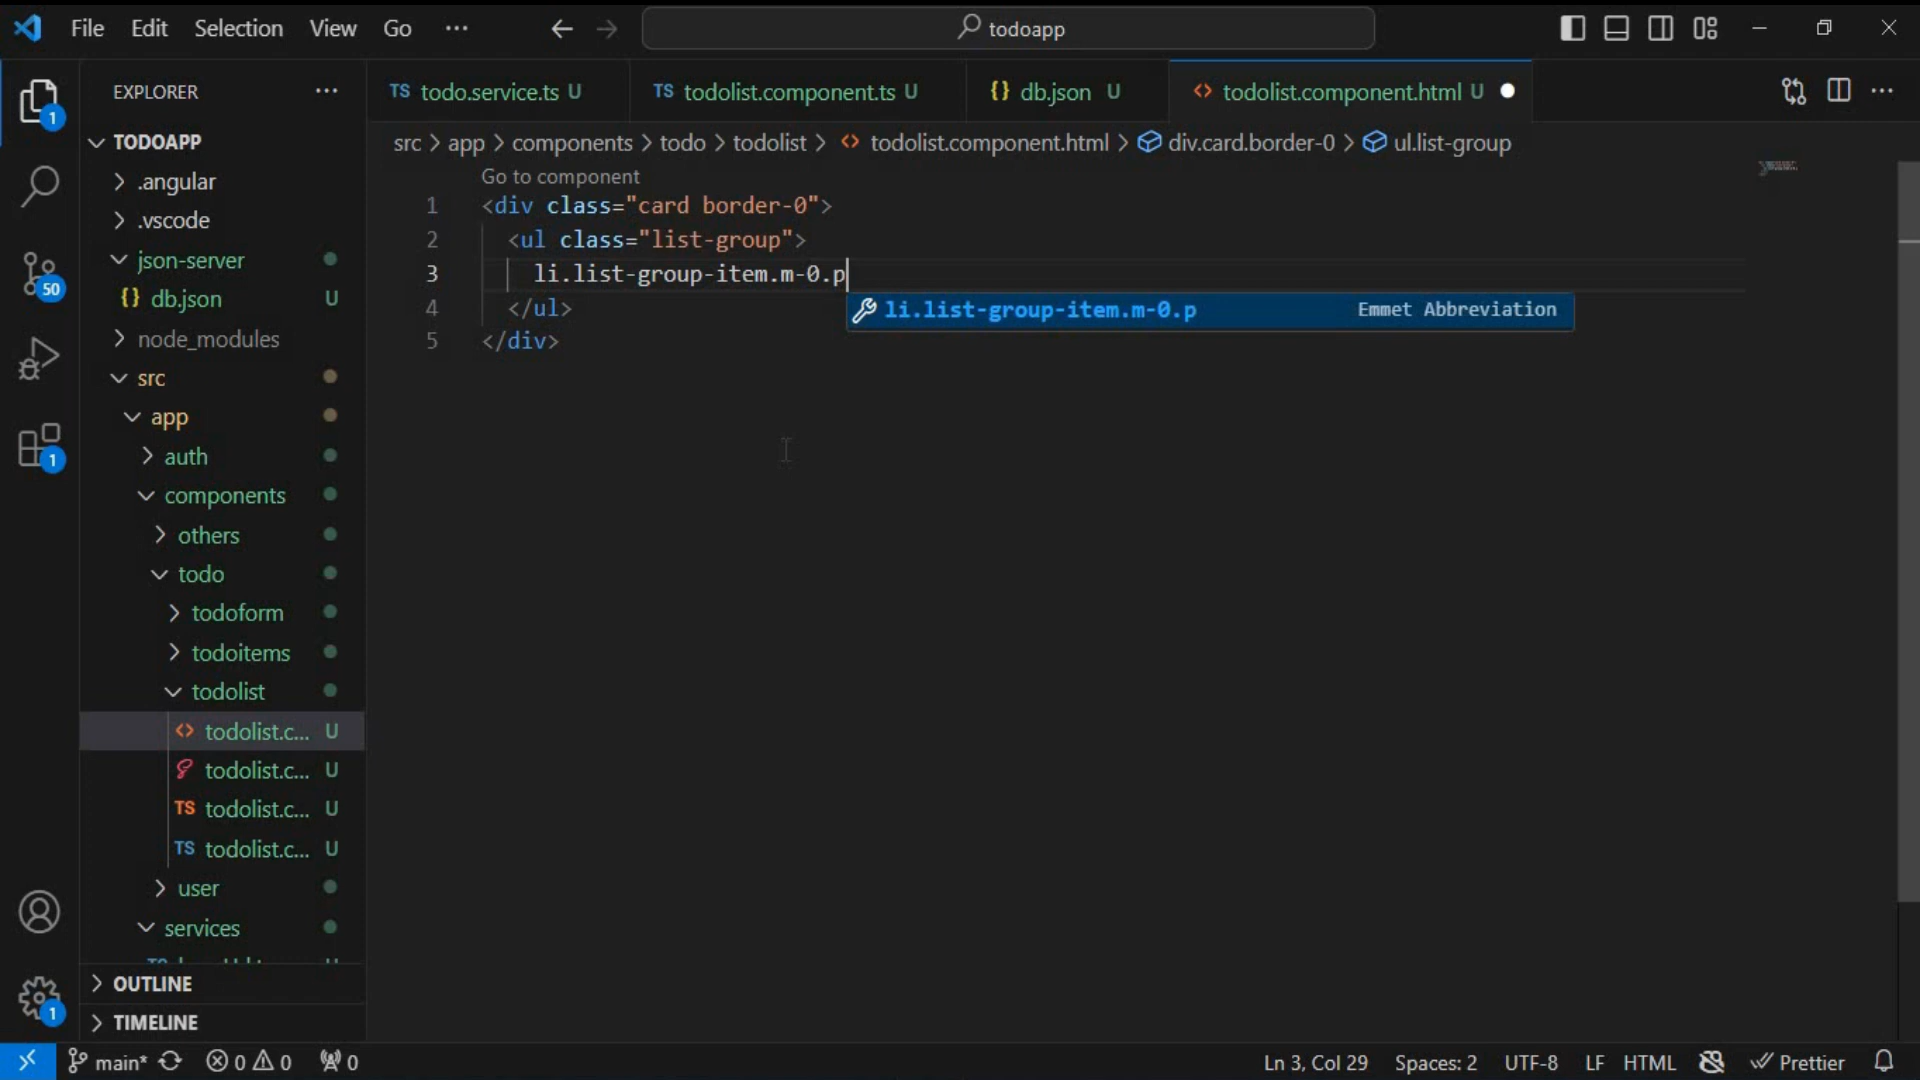 File Edit Selection View Go ···
todoapp
EXPLORER ···
TODOAPP
.angular
.vscode
json-server
{} db.json U
node_modules
src
app
auth
components
others
todo
todoform
todoitems
todolist
<> todolist.c... U
todolist.c... U
TS todolist.c... U
TS todolist.c... U
user
services
OUTLINE
TIMELINE
1
50
1
1
TS todo.service.ts U
TS todolist.component.ts U
{} db.json U
<> todolist.component.html U
src > app > components > todo > todolist > <> todolist.component.html > div.card.border-0 > ul.list-group
Go to component
1 <div class="card border-0">
2 <ul class="list-group">
3 li.list-group-item.m-0.p
4 </ul>
5 </div>
li.list-group-item.m-0.p Emmet Abbreviation
main* 0 0 0
Ln 3, Col 29 Spaces: 2 UTF-8 LF HTML Prettier